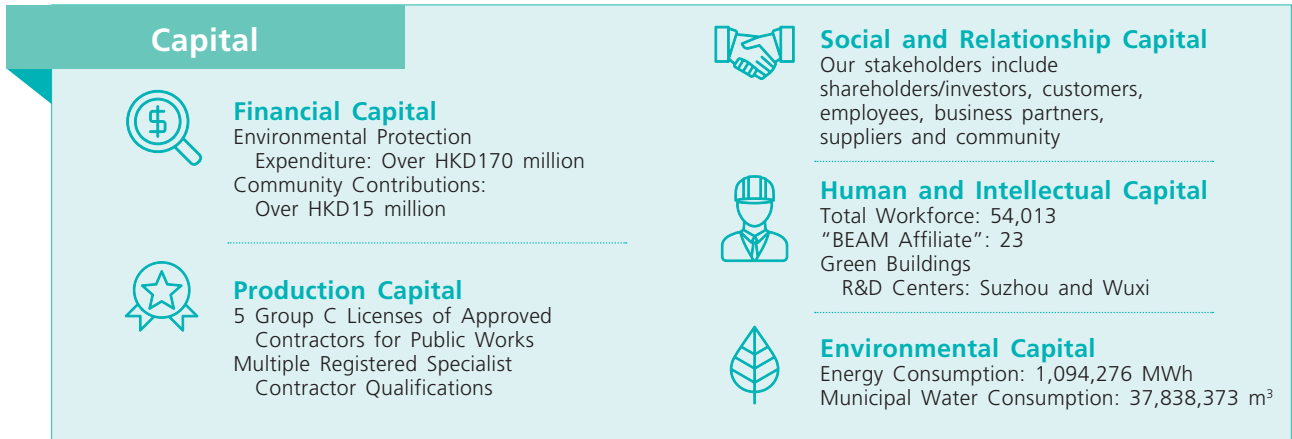 Capital
Financial Capital
Environmental Protection
Expenditure: Over HKD170 million
Community Contributions:
Over HKD15 million
Production Capital
5 Group C Licenses of Approved
Contractors for Public Works
Multiple Registered Specialist
Contractor Qualifications
Social and Relationship Capital
Our stakeholders include
shareholders/investors, customers,
employees, business partners,
suppliers and community
Human and Intellectual Capital
Total Workforce: 54,013
“BEAM Affiliate”: 23
Green Buildings
R&D Centers: Suzhou and Wuxi
Environmental Capital
Energy Consumption: 1,094,276 MWh
Municipal Water Consumption: 37,838,373 m³